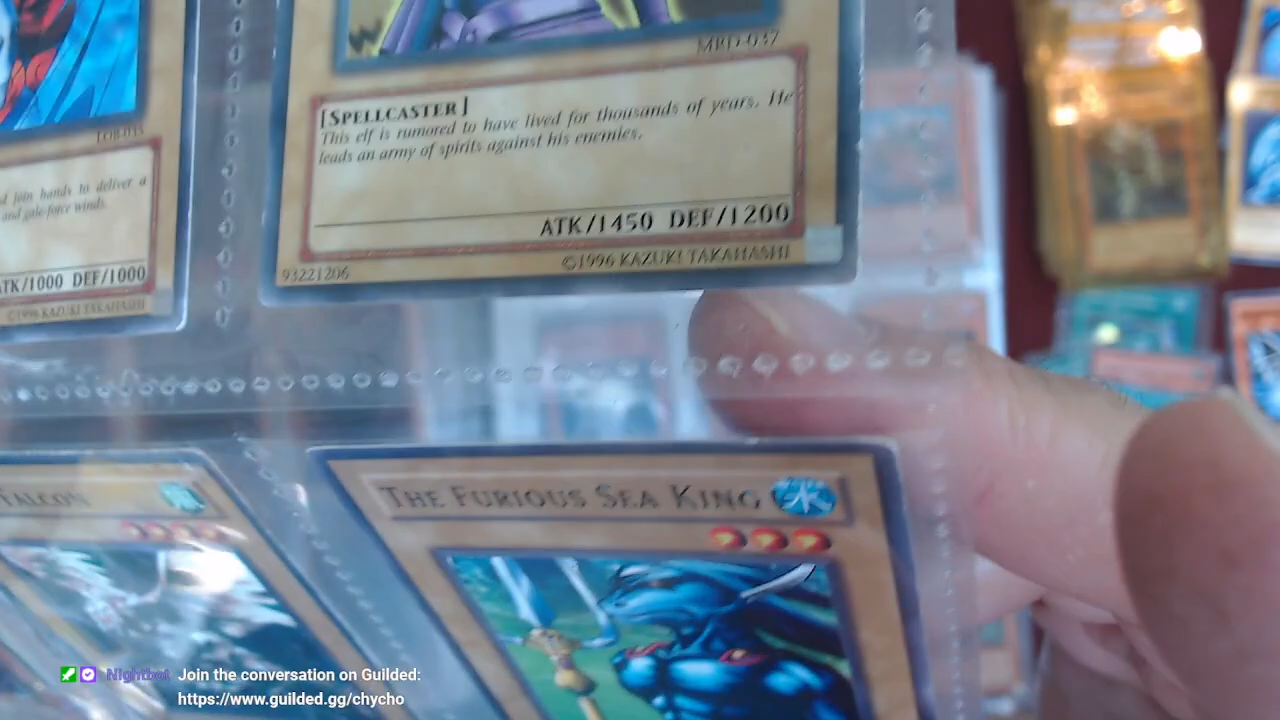 LOB-035
d join hands to deliver a
and gale-force winds.
ATK/1000 DEF/1000
©1996 KAZUKI TAKAHASHI
MRD-037
[SPELLCASTER]
This elf is rumored to have lived for thousands of years. He
leads an army of spirits against his enemies.
ATK/1450 DEF/1200
93221206
©1996 KAZUKI TAKAHASHI
FALCON
THE FURIOUS SEA KING
Nightbot Join the conversation on Guilded:
https://www.guilded.gg/chycho